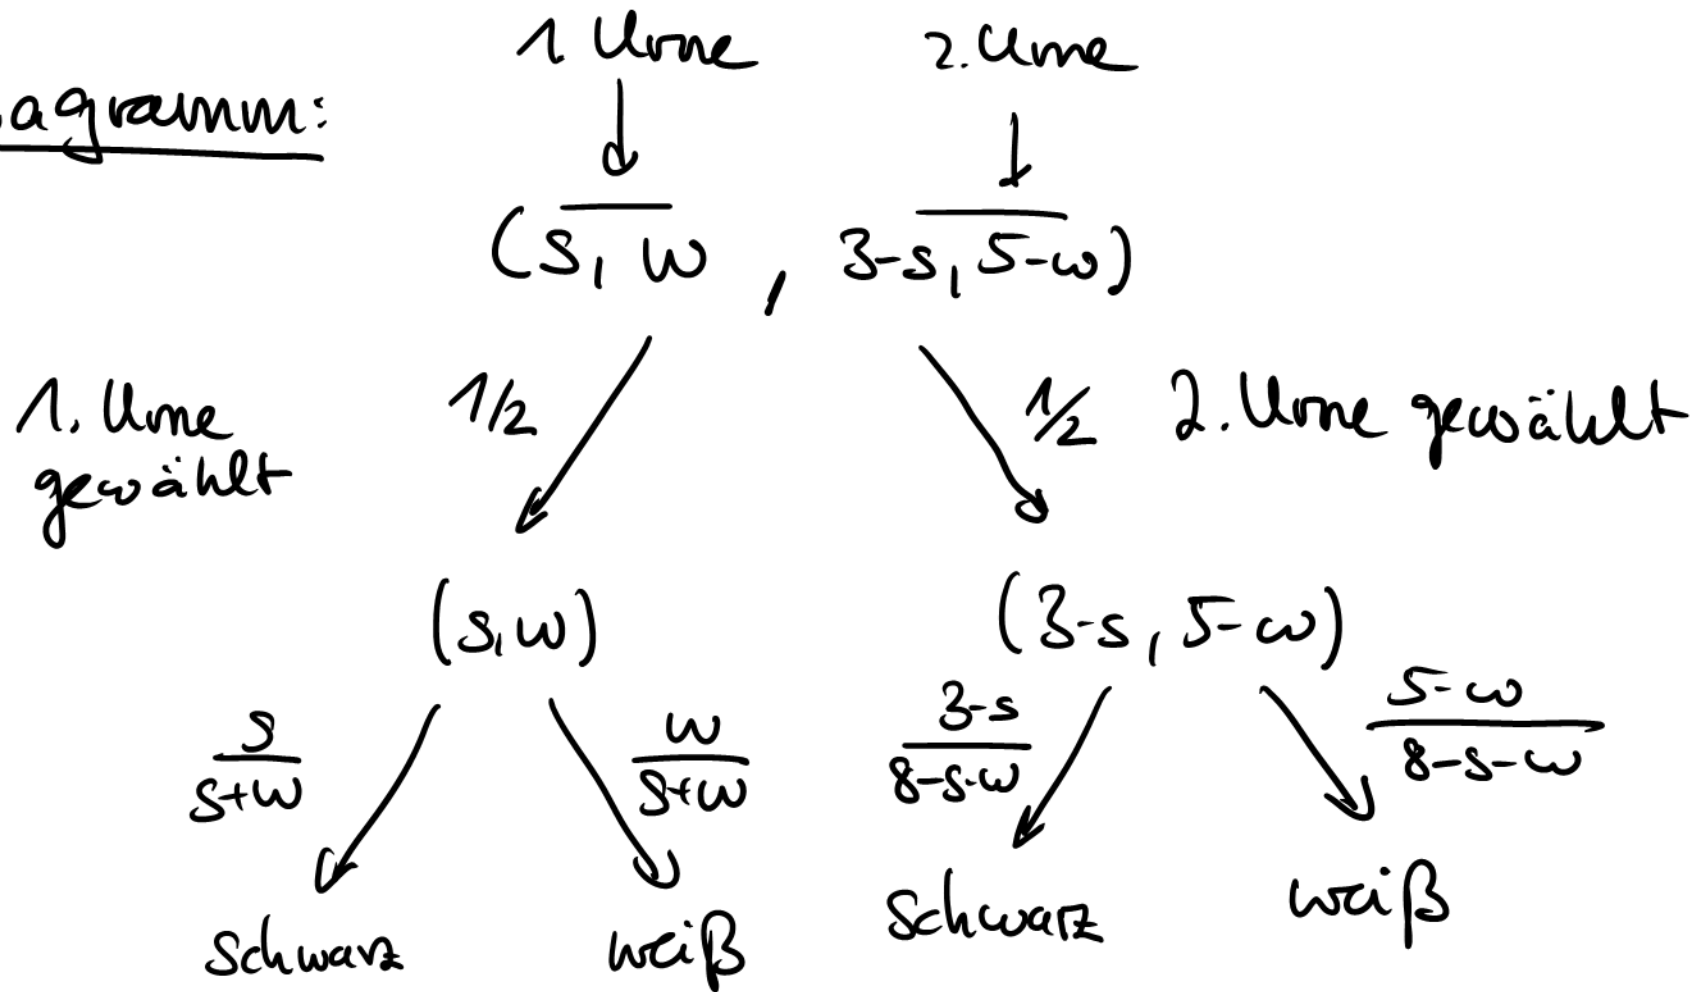 1. Urne 2. Urne
agramm:
(s, w , 3-s, 5-w)
1. Urne gewählt 1/2 1/2 2. Urne gewählt
(s, w) (3-s, 5-w)
s/s+w w/s+w 3-s/8-s-w 5-w/8-s-w
schwarz weiß schwarz weiß